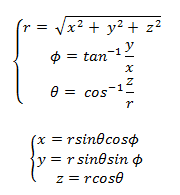 r = √(x² + y² + z²)
ϕ = tan⁻¹ y/x
θ = cos⁻¹ z/r
x = rsinθcosϕ
y = rsinθsin ϕ
z = rcosθ